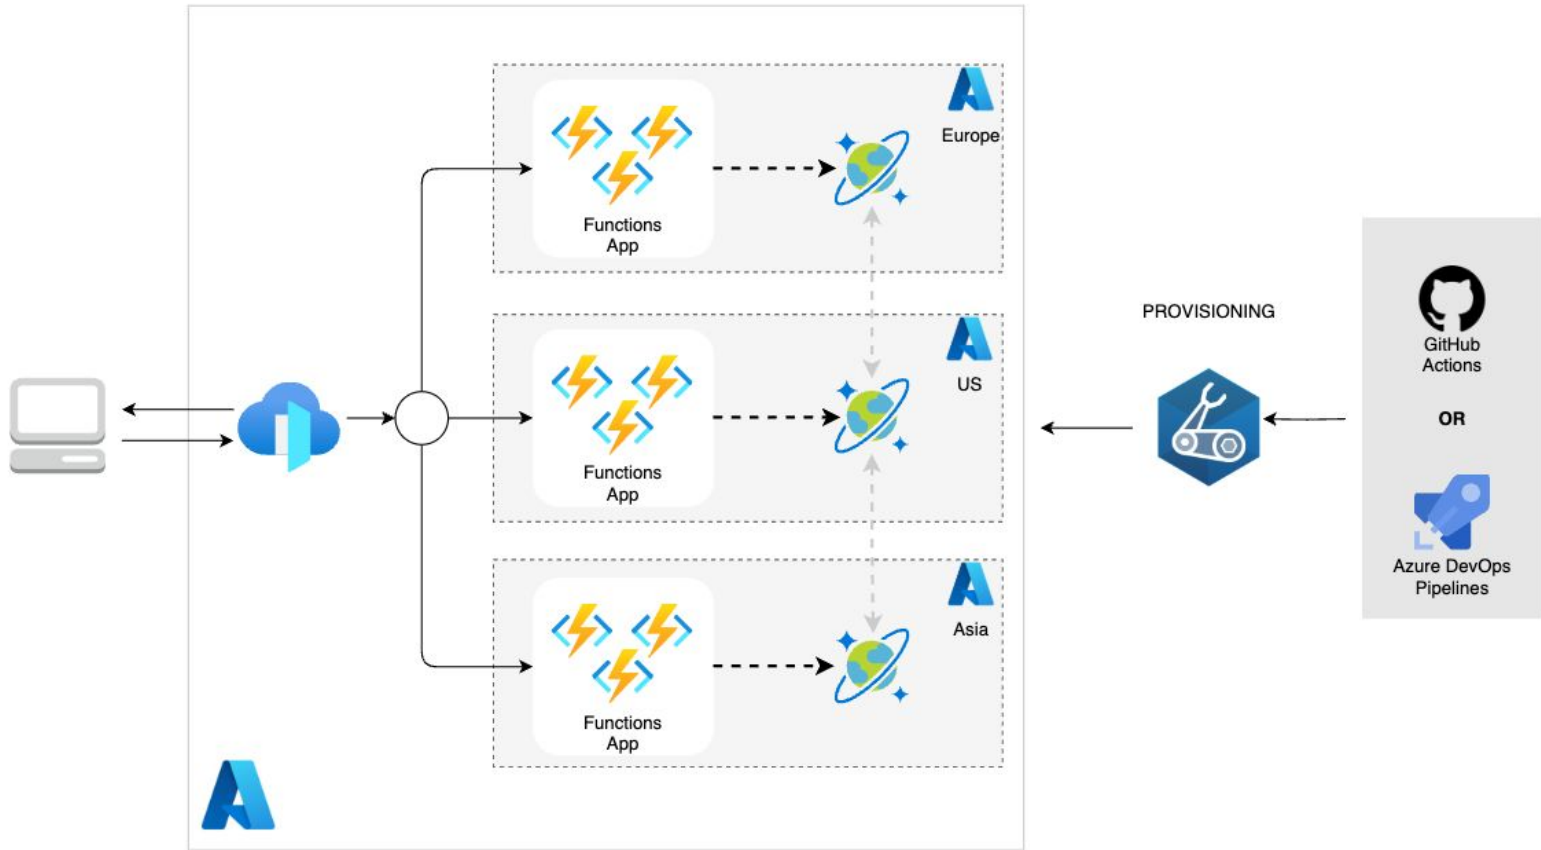 Functions
App
Europe
Functions
App
US
Functions
App
Asia
PROVISIONING
GitHub
Actions
OR
Azure DevOps
Pipelines